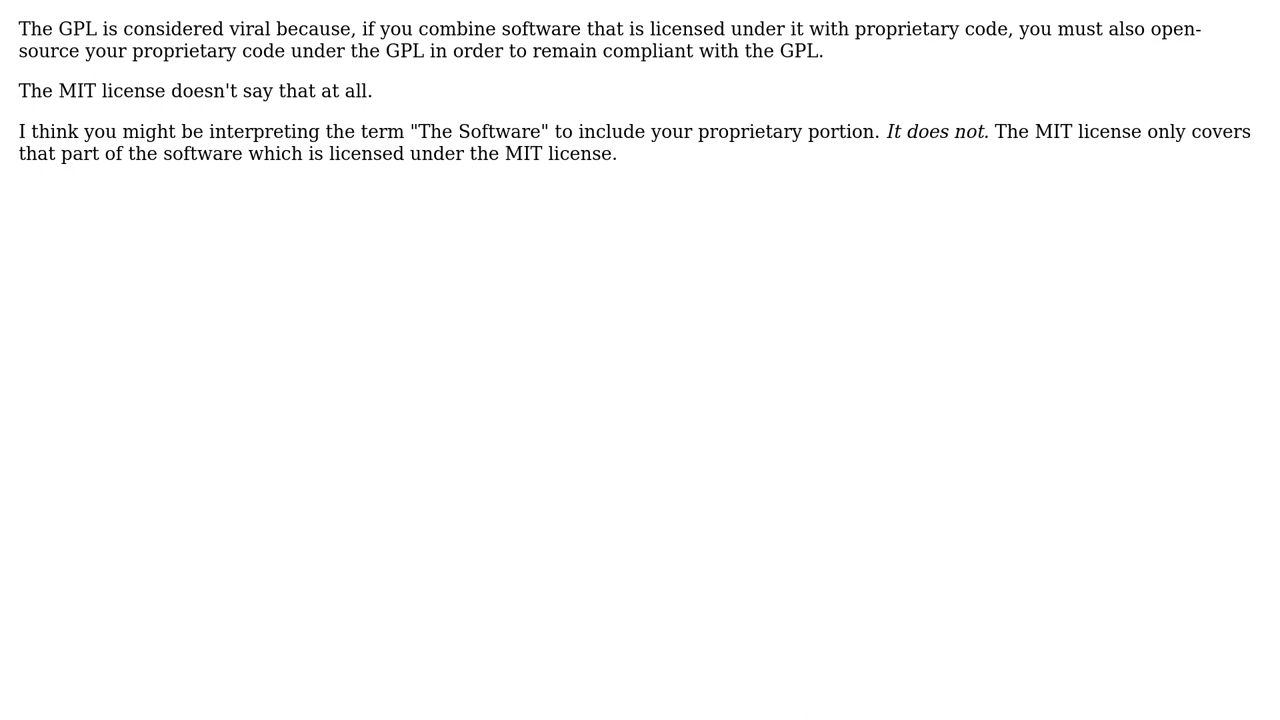 The GPL is considered viral because, if you combine software that is licensed under it with proprietary code, you must also open-
source your proprietary code under the GPL in order to remain compliant with the GPL.
The MIT license doesn't say that at all.
I think you might be interpreting the term "The Software" to include your proprietary portion. It does not. The MIT license only covers
that part of the software which is licensed under the MIT license.